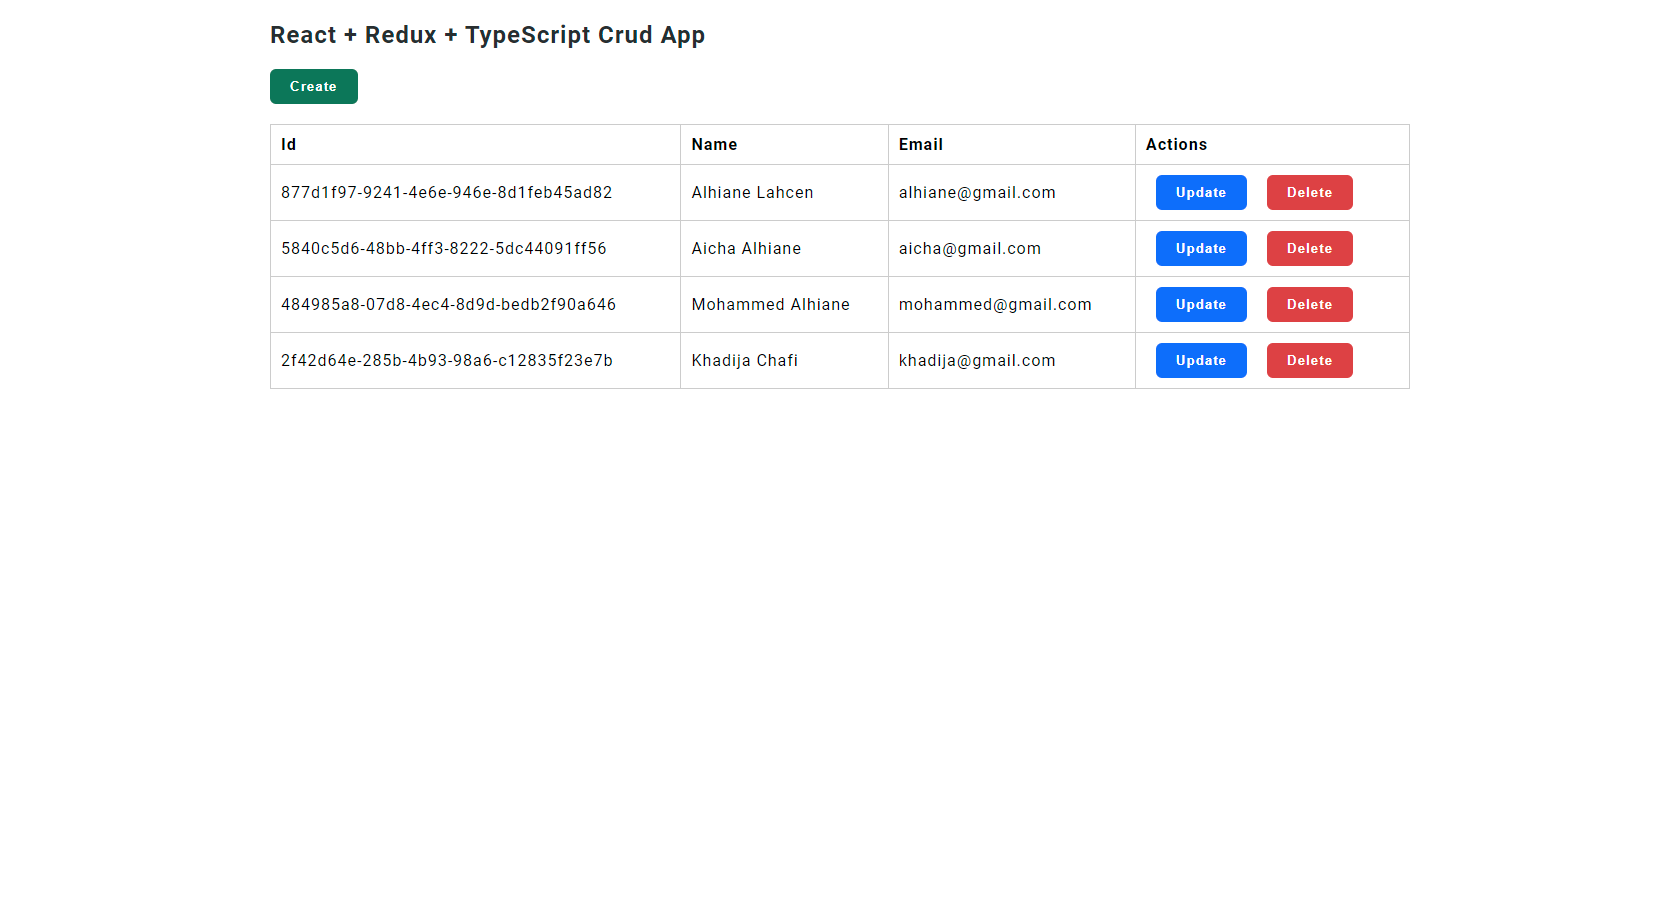 React + Redux + TypeScript Crud App
Create
Id Name Email Actions
877d1f97-9241-4e6e-946e-8d1feb45ad82 Alhiane Lahcen alhiane@gmail.com Update Delete
5840c5d6-48bb-4ff3-8222-5dc44091ff56 Aicha Alhiane aicha@gmail.com Update Delete
484985a8-07d8-4ec4-8d9d-bedb2f90a646 Mohammed Alhiane mohammed@gmail.com Update Delete
2f42d64e-285b-4b93-98a6-c12835f23e7b Khadija Chafi khadija@gmail.com Update Delete